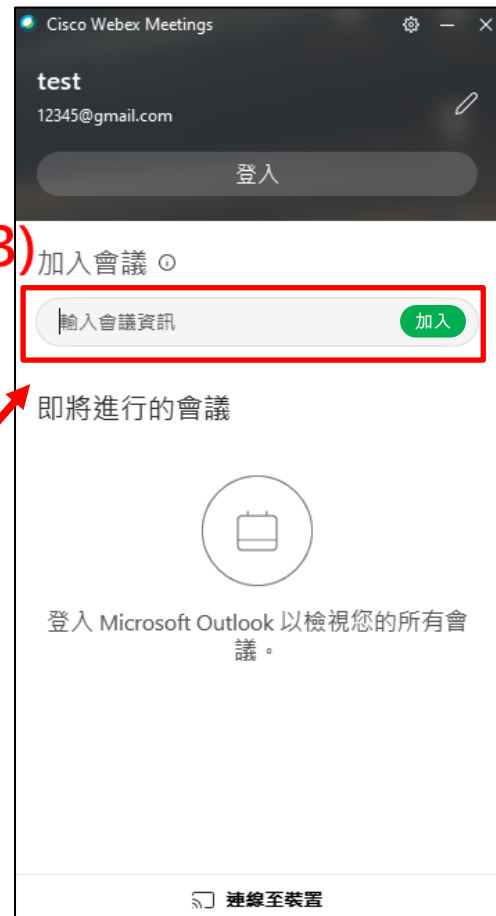 Cisco Webex Meetings
test
12345@gmail.com
登入
3)
加入會議
輸入會議資訊
加入
即將進行的會議
登入 Microsoft Outlook 以檢視您的所有會
議。
連線至裝置